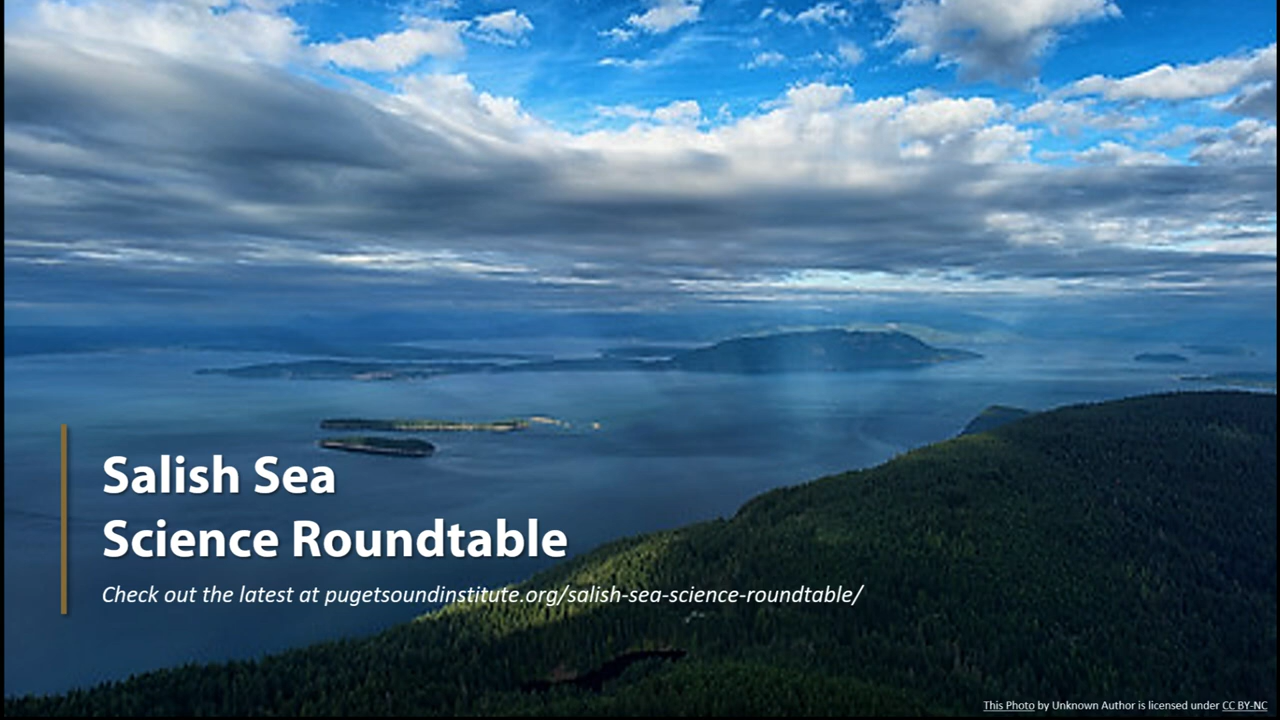 Salish Sea
Science Roundtable
Check out the latest at pugetsoundinstitute.org/salish-sea-science-roundtable/
This Photo by Unknown Author is licensed under CC BY-NC